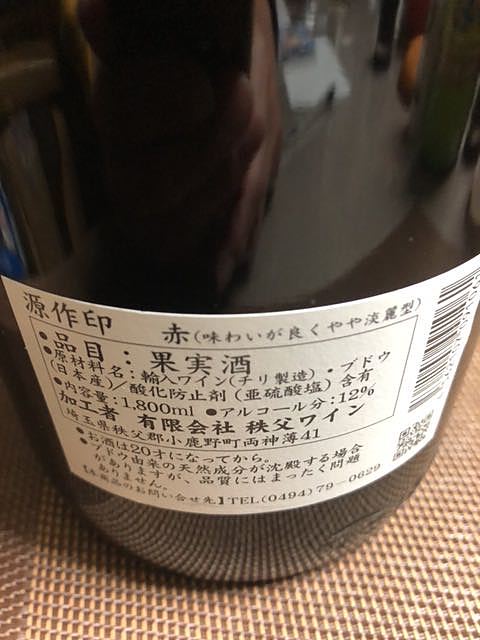 源作印　赤(味わいが良くやや淡麗型)
●品目：果実酒
●原材料名：輸入ワイン(チリ製造)・ブドウ
(日本産)/酸化防止剤(亜硫酸塩)含有
●内容量：1,800ml ●アルコール分：12%
加工者 有限会社 秩父ワイン
埼玉県秩父郡小鹿野町両神薄41
●お酒は20才になってから。
●ブドウ由来の天然成分が沈殿する場合
がありますが、品質にはまったく問題
ありません。
【本商品のお問い合せ先】TEL(0494)79-0629